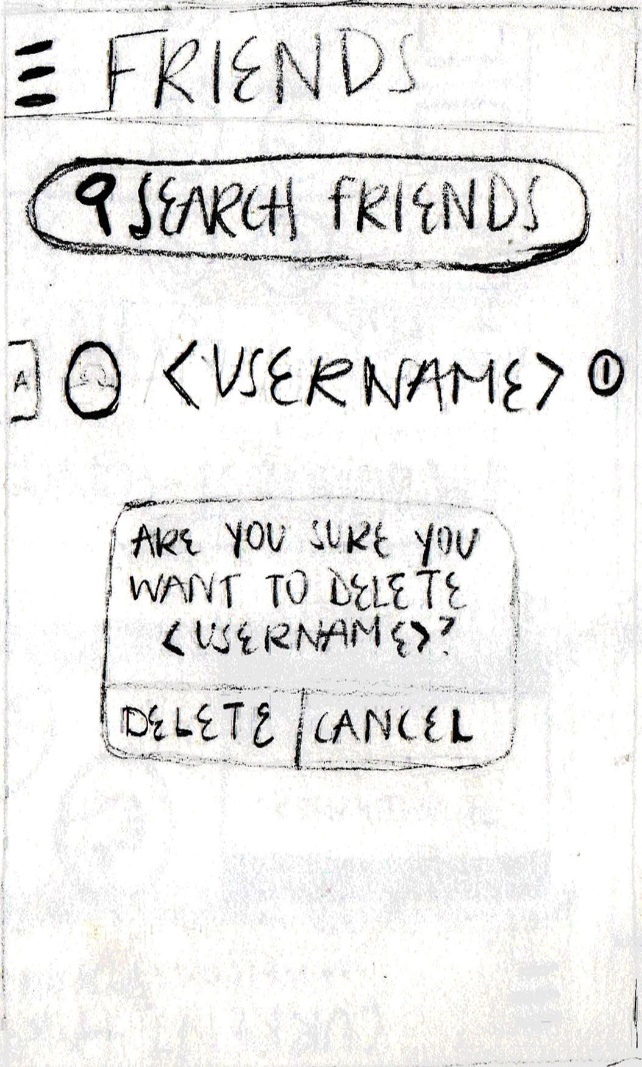 FRIENDS
SEARCH FRIENDS
A <USERNAME>
ARE YOU SURE YOU
WANT TO DELETE
<USERNAME>?
DELETE CANCEL